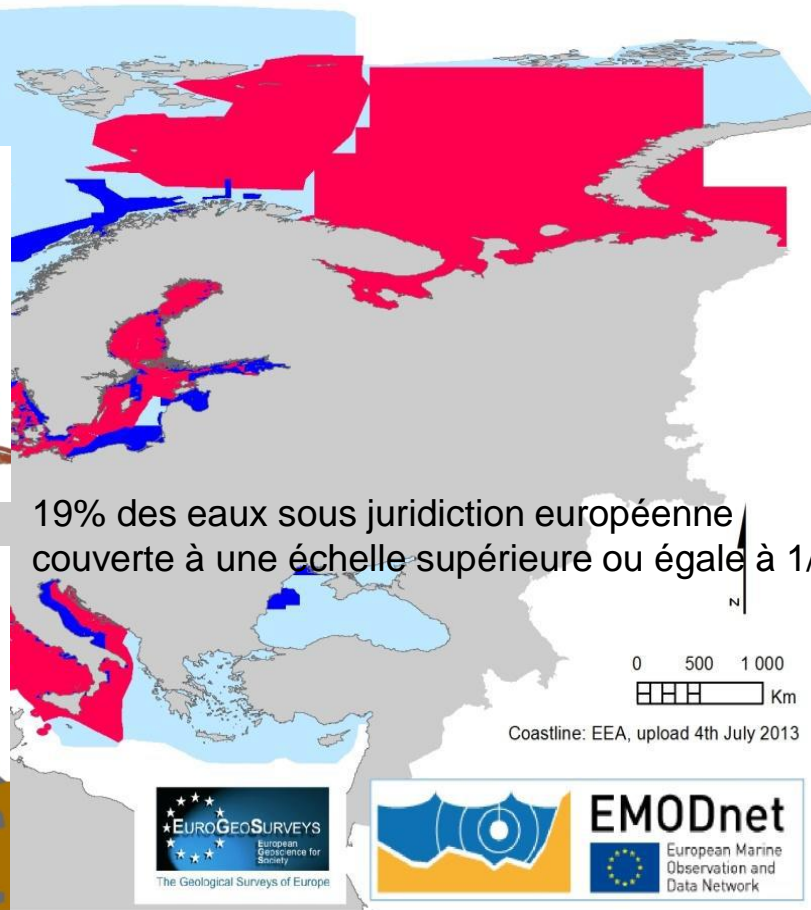 19% des eaux sous juridiction européenne
couverte à une échelle supérieure ou égale à 1/
N
0 500 1 000
Km
Coastline: EEA, upload 4th July 2013
EUROGEOSURVEYS
European
Geoscience for
Society
The Geological Surveys of Europe
EMODnet
European Marine
Observation and
Data Network